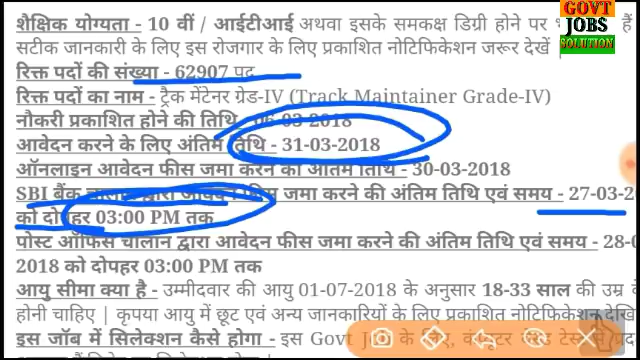 GOVT
JOBS
SOLUTION
शैक्षिक योग्यता - 10 वीं / आईटीआई अथवा इसके समकक्ष डिग्री होने पर
सटीक जानकारी के लिए इस रोजगार के लिए प्रकाशित नोटिफिकेशन जरूर देखें |
रिक्त पदों की संख्या - 62907 पद
रिक्त पदों का नाम - ट्रैक मेंटेनर ग्रेड-IV (Track Maintainer Grade-IV)
नौकरी प्रकाशित होने की तिथि - 06-03-2018
आवेदन करने के लिए अंतिम तिथि - 31-03-2018
ऑनलाइन आवेदन फीस जमा करने की अंतिम तिथि - 30-03-2018
SBI बैंक चालान द्वारा आवेदन फीस जमा करने की अंतिम तिथि एवं समय - 27-03-2
को दोपहर 03:00 PM तक
पोस्ट ऑफिस चालान द्वारा आवेदन फीस जमा करने की अंतिम तिथि एवं समय - 28-0
2018 को दोपहर 03:00 PM तक
आयु सीमा क्या है - उम्मीदवार की आयु 01-07-2018 के अनुसार 18-33 साल की उम्र
होनी चाहिए | कृपया आयु में छूट एवं अन्य जानकारियों के लिए प्रकाशित नोटिफिकेशन देखि
इस जॉब में सिलेक्शन कैसे होगा - इस Govt